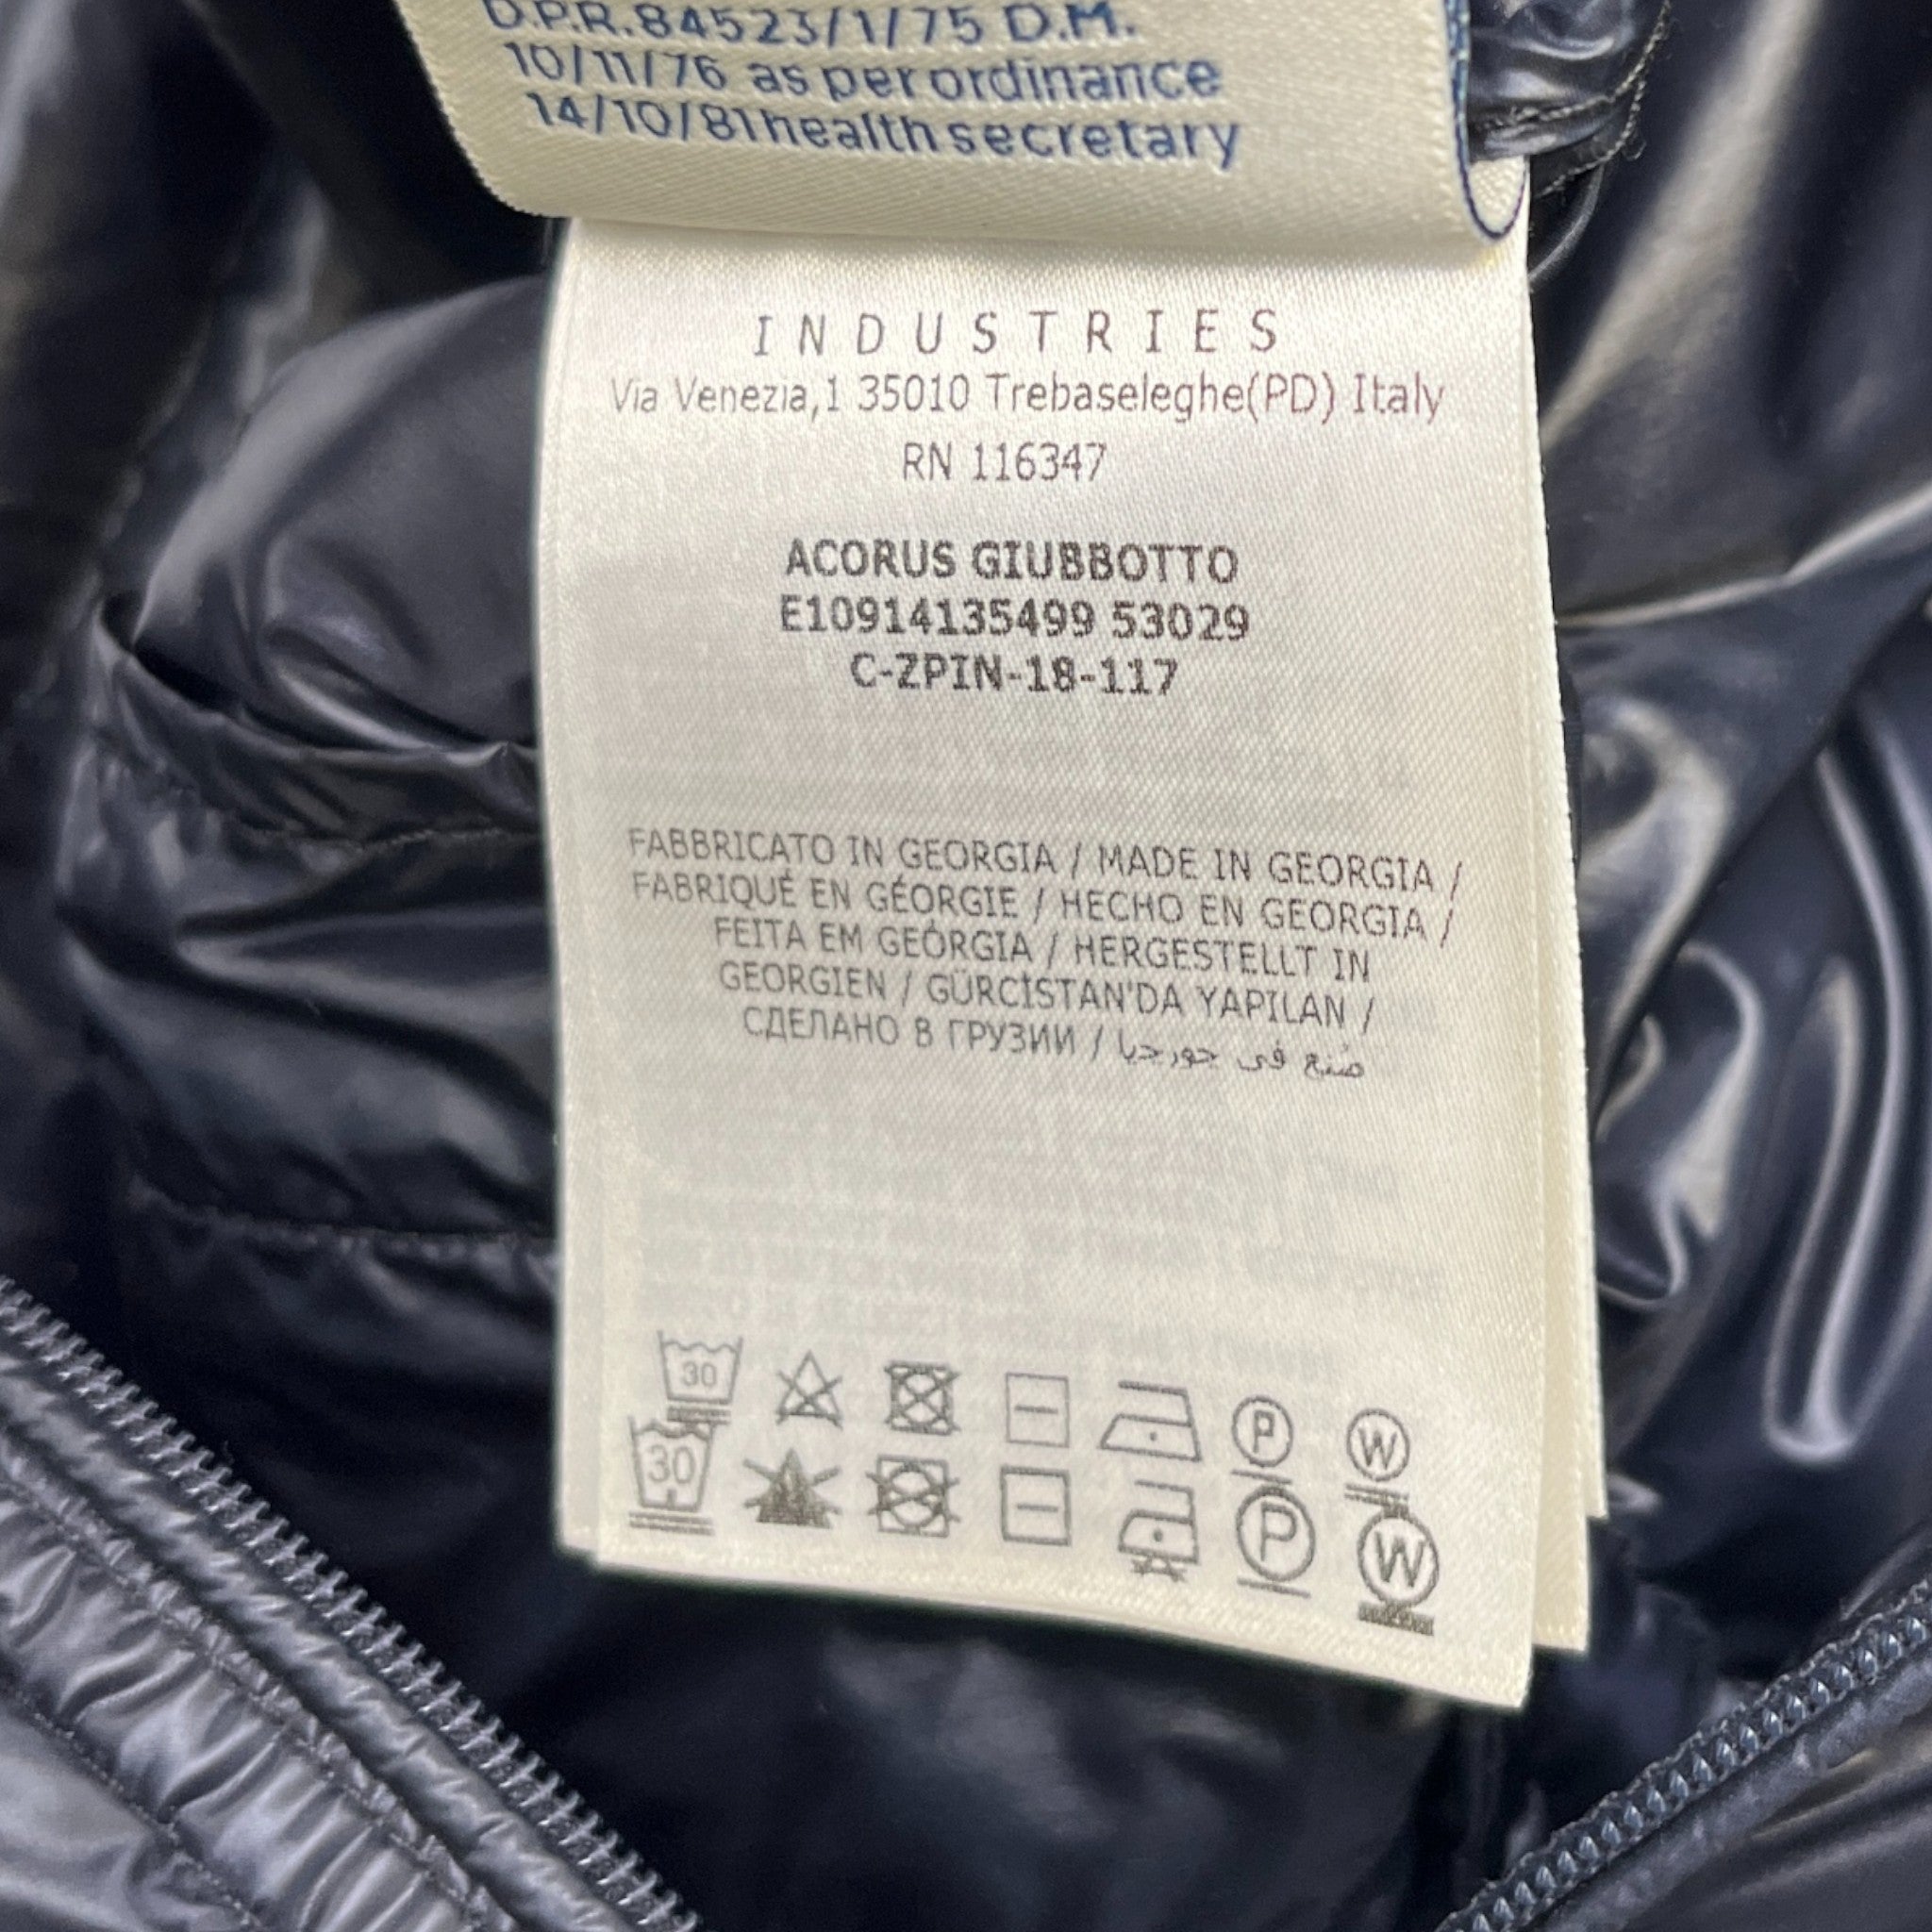 D.P.R.84523/1/75 D.M.
10/11/76 as per ordinance
14/10/81 health secretary
INDUSTRIES
Via Venezia,1 35010 Trebaseleghe(PD) Italy
RN 116347
ACORUS GIUBBOTTO
E10914135499 53029
C-ZPIN-18-117
FABBRICATO IN GEORGIA / MADE IN GEORGIA /
FABRIQUÉ EN GÉORGIE / HECHO EN GEORGIA /
FEITA EM GEÓRGIA / HERGESTELLT IN
GEORGIEN / GÜRCİSTAN'DA YAPILAN /
СДЕЛАНО В ГРУЗИИ / صُنع في جورجيا
30 P W
30 P W